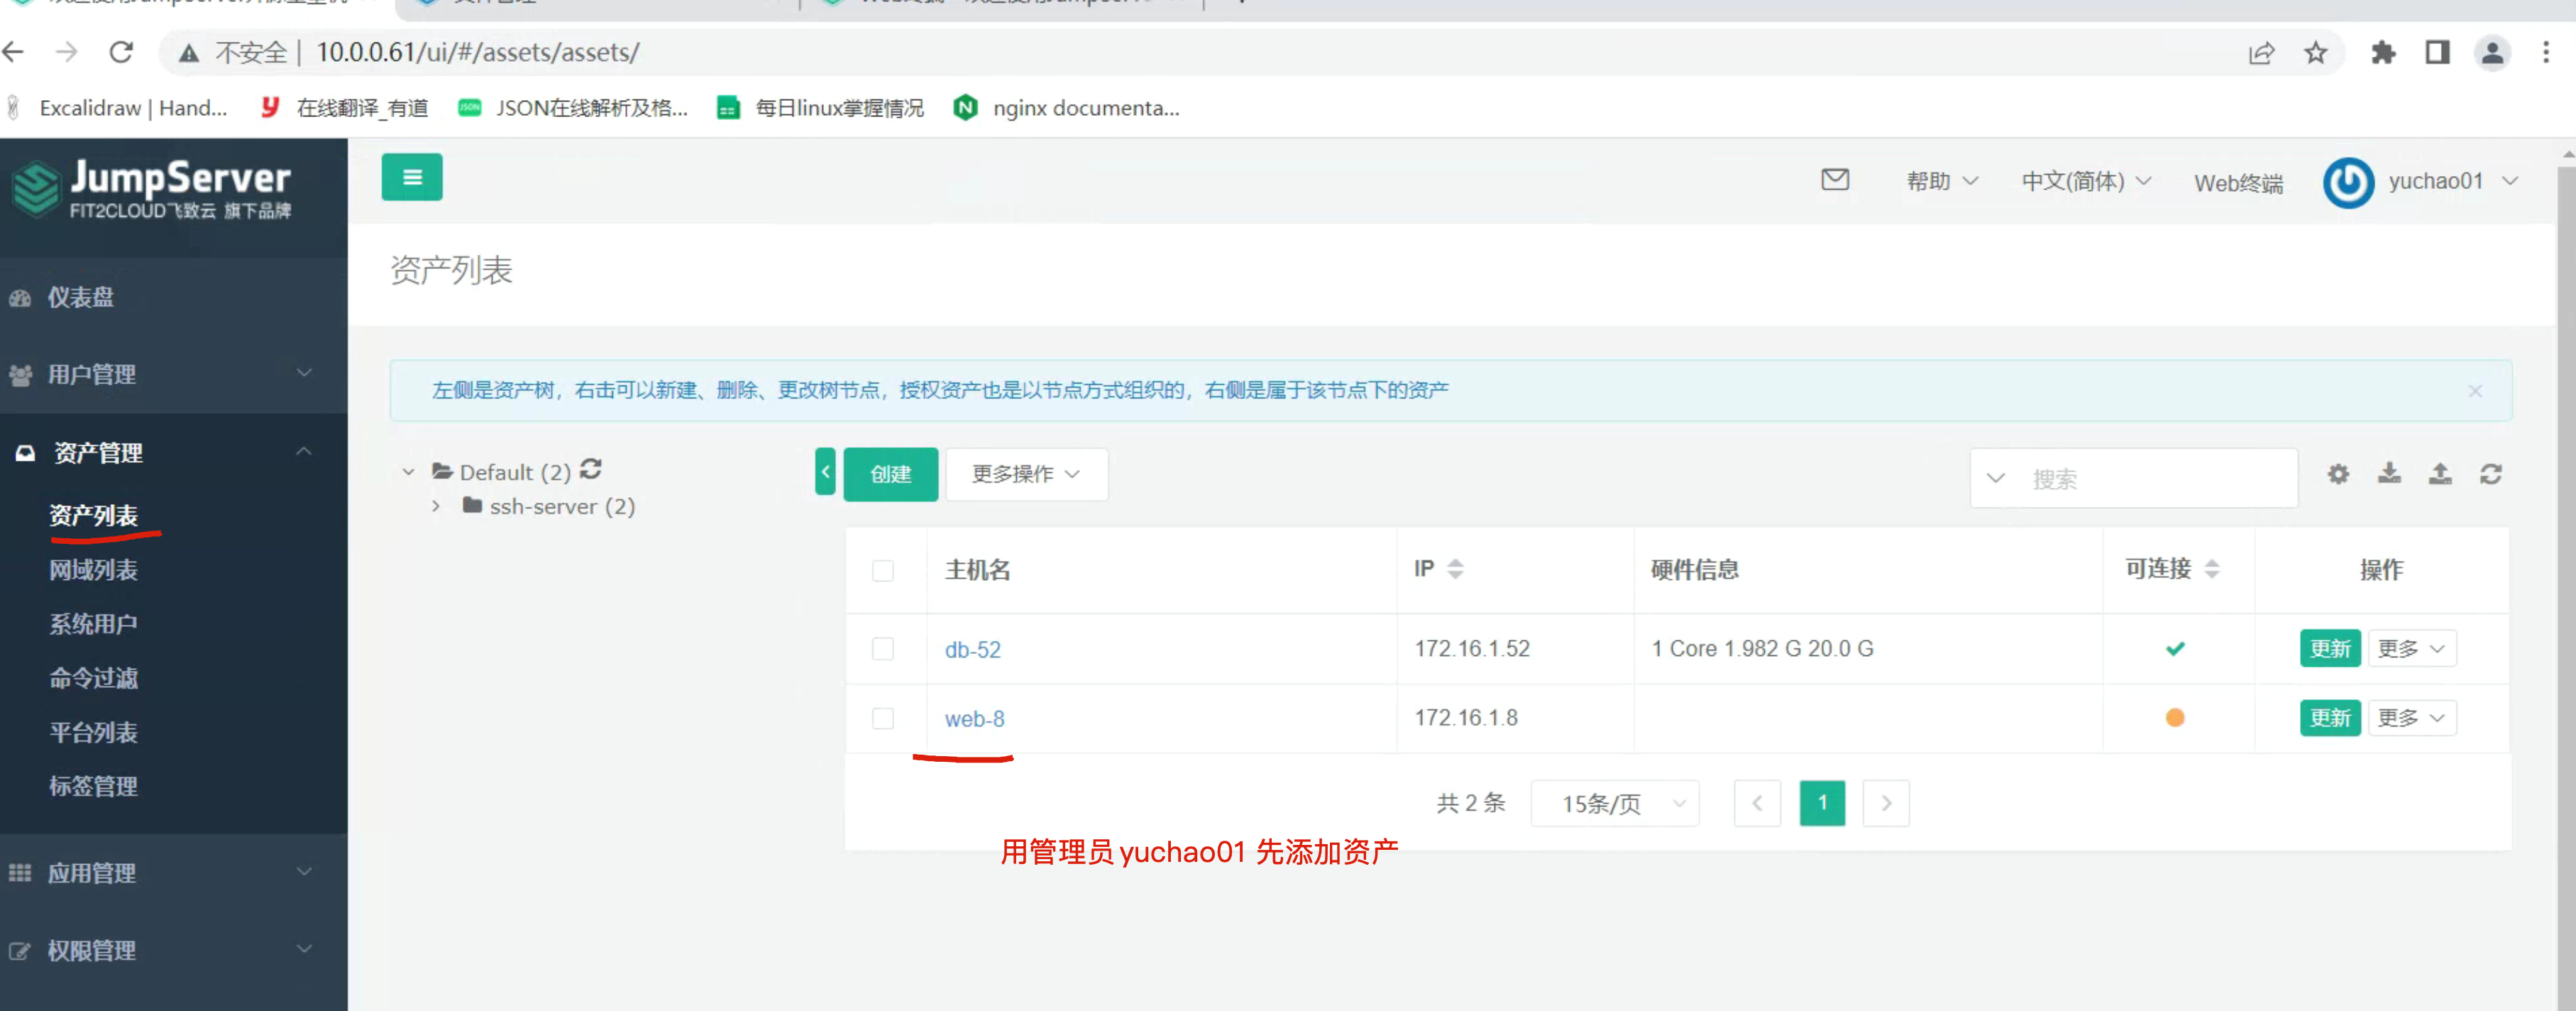 不安全 | 10.0.0.61/ui/#/assets/assets/
Excalidraw | Hand...
在线翻译_有道
JSON在线解析及格...
每日linux掌握情况
nginx documenta...
JumpServer
FIT2CLOUD飞致云 旗下品牌
帮助
中文(简体)
Web终端
yuchao01
资产列表
仪表盘
用户管理
资产管理
资产列表
网域列表
系统用户
命令过滤
平台列表
标签管理
应用管理
权限管理
左侧是资产树，右击可以新建、删除、更改树节点，授权资产也是以节点方式组织的，右侧是属于该节点下的资产
Default (2)
ssh-server (2)
创建
更多操作
搜索
主机名 IP 硬件信息 可连接 操作
db-52 172.16.1.52 1 Core 1.982 G 20.0 G 更新 更多
web-8 172.16.1.8 更新 更多
共 2 条 15条/页 1
用管理员yuchao01 先添加资产